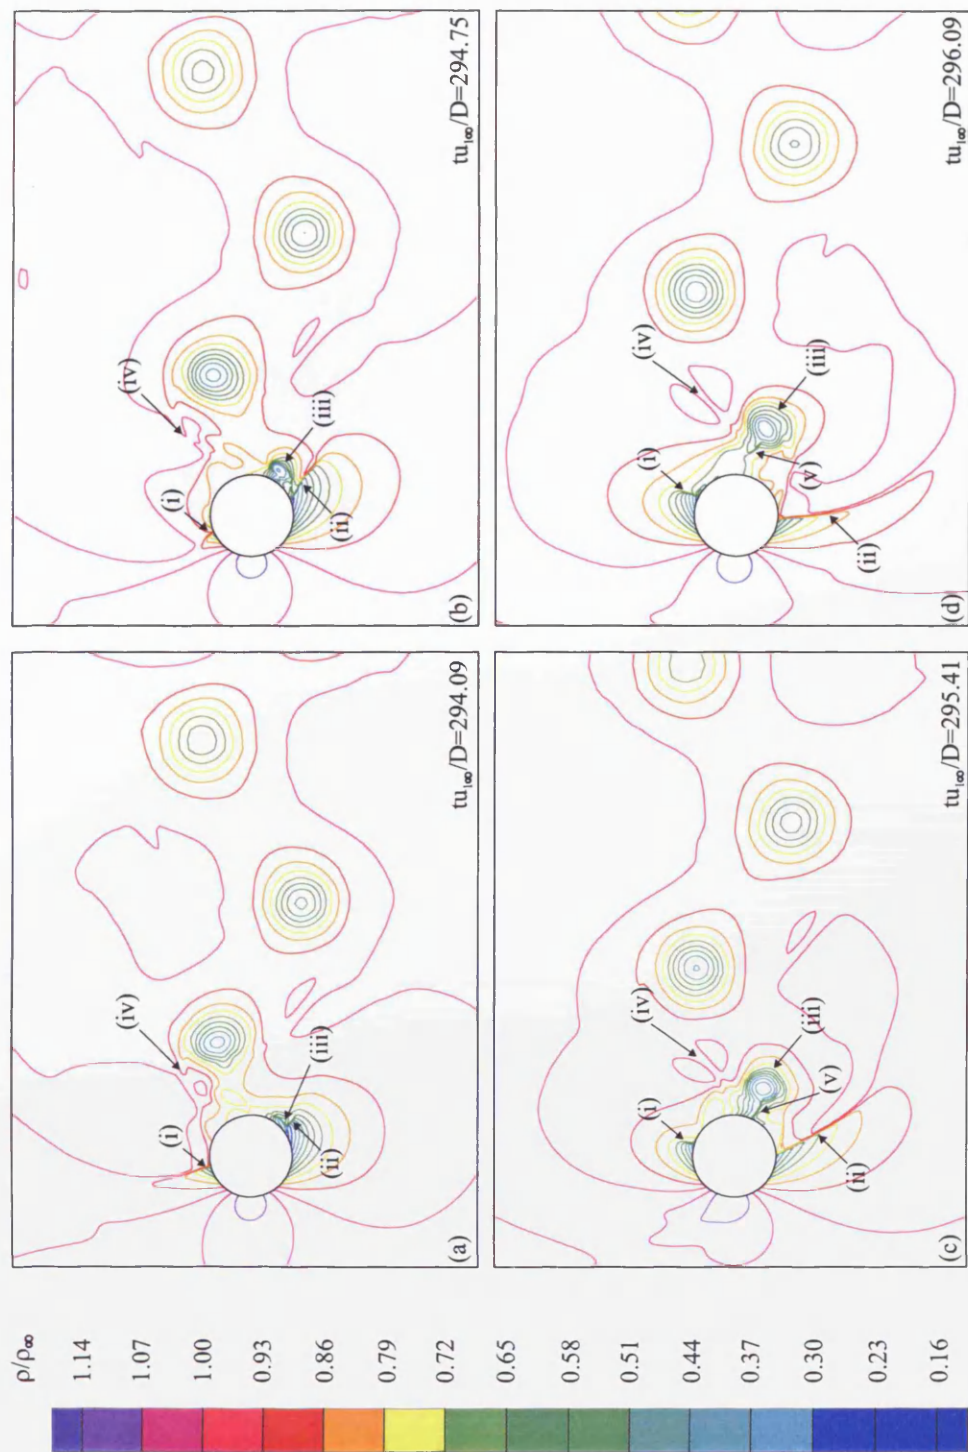 ρ/ρ∞
1.14
1.07
1.00
0.93
0.86
0.79
0.72
0.65
0.58
0.51
0.44
0.37
0.30
0.23
0.16
(a)
(i)
(ii)
(iii)
(iv)
tu₁∞/D=294.09
(b)
(i)
(ii)
(iii)
(iv)
tu₁∞/D=294.75
(c)
(i)
(ii)
(iii)
(iv)
(v)
tu₁∞/D=295.41
(d)
(i)
(ii)
(iii)
(iv)
(v)
tu₁∞/D=296.09